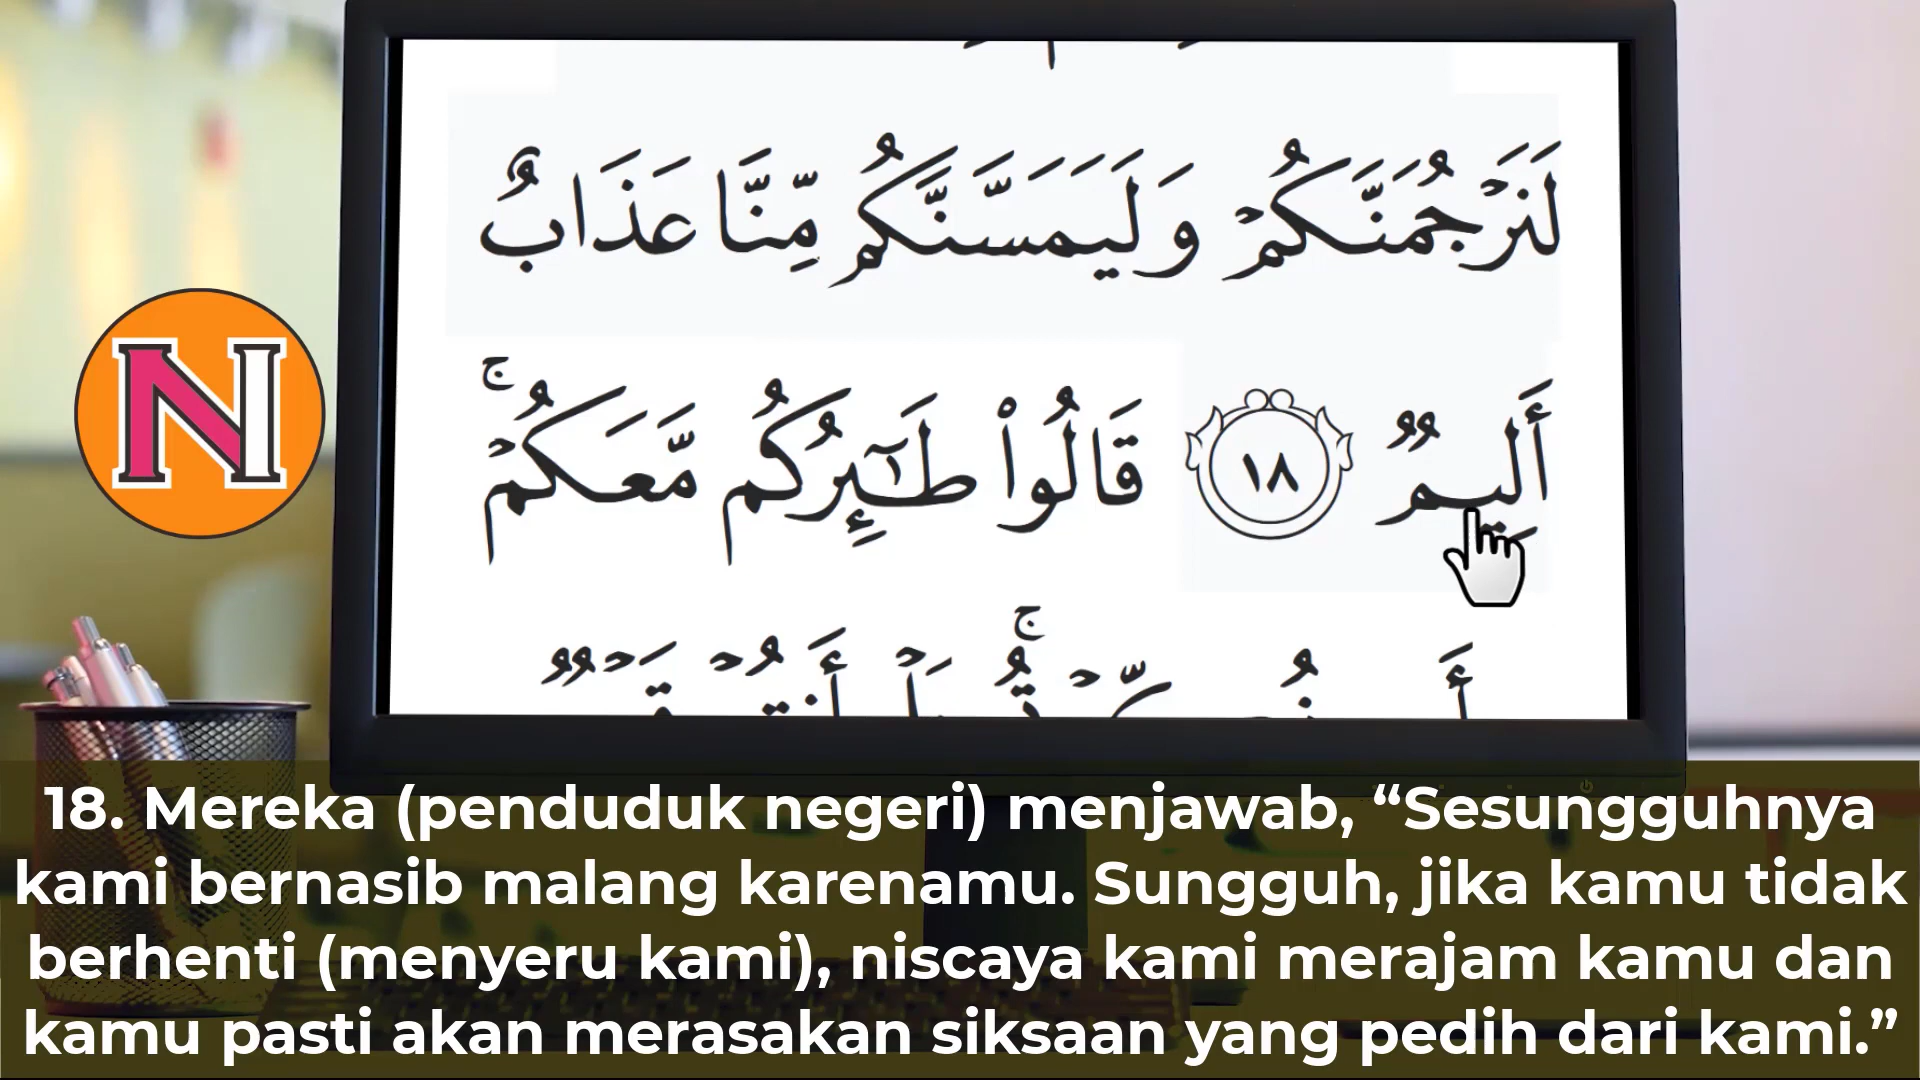 لَنَرۡجُمَنَّكُمۡ وَلَيَمَسَّنَّكُم مِّنَّا عَذَابٌ
أَلِيمٞ ١٨ قَالُواْ طَٰٓئِرُكُم مَّعَكُمۡۚ
N
18. Mereka (penduduk negeri) menjawab, “Sesungguhnya
kami bernasib malang karenamu. Sungguh, jika kamu tidak
berhenti (menyeru kami), niscaya kami merajam kamu dan
kamu pasti akan merasakan siksaan yang pedih dari kami.”